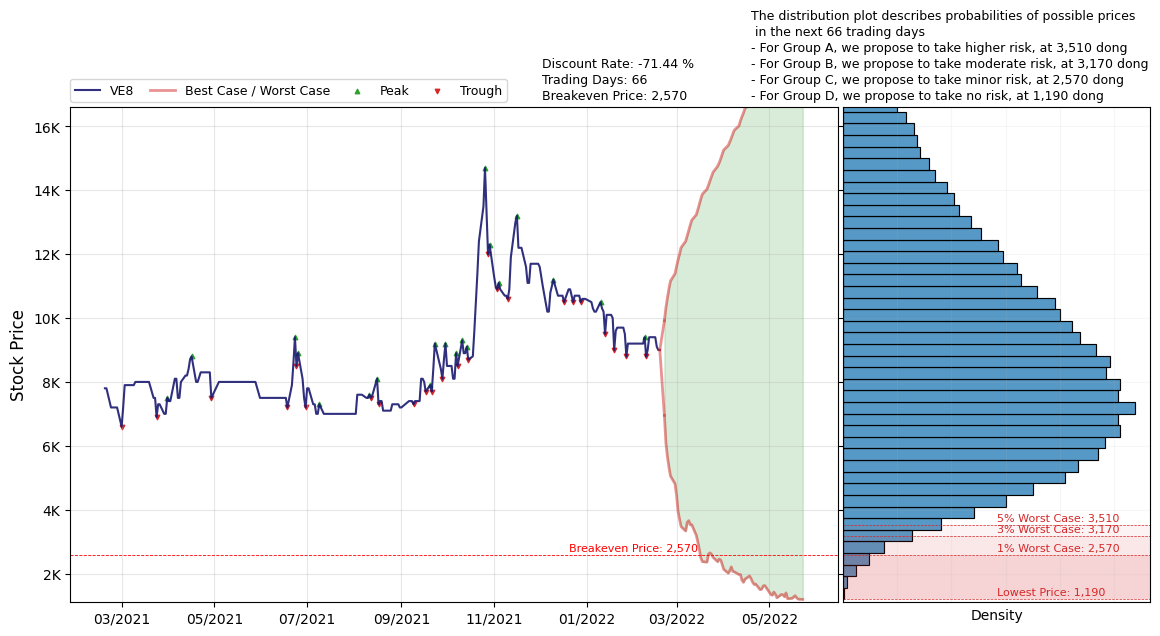 The distribution plot describes probabilities of possible prices
in the next 66 trading days
- For Group A, we propose to take higher risk, at 3,510 dong
- For Group B, we propose to take moderate risk, at 3,170 dong
- For Group C, we propose to take minor risk, at 2,570 dong
- For Group D, we propose to take no risk, at 1,190 dong
Discount Rate: -71.44 %
Trading Days: 66
Breakeven Price: 2,570
VE8
Best Case / Worst Case
Peak
Trough
Stock Price
16K
14K
12K
10K
8K
6K
4K
2K
Breakeven Price: 2,570
03/2021
05/2021
07/2021
09/2021
11/2021
01/2022
03/2022
05/2022
5% Worst Case: 3,510
3% Worst Case: 3,170
1% Worst Case: 2,570
Lowest Price: 1,190
Density